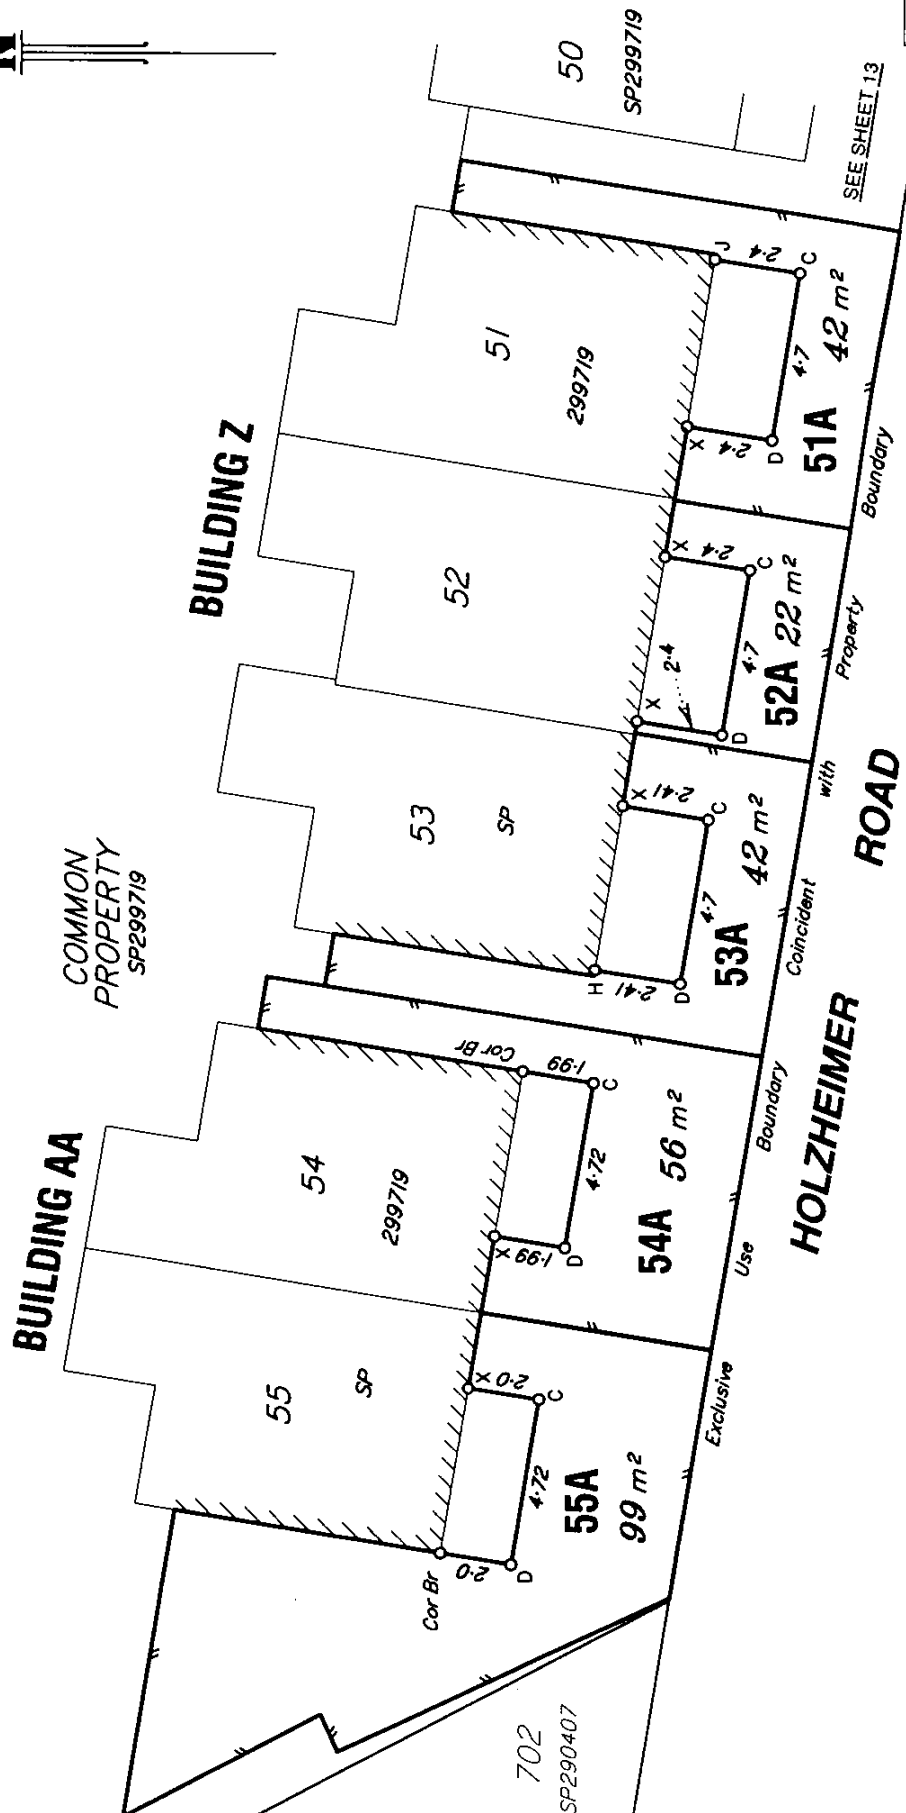 N
COMMON
PROPERTY
SP299719
BUILDING AA
BUILDING Z
55
SP
54
299719
53
SP
52
51
299719
50
SP299719
Cor Br
2·0
D
4·72
C
2·0
X
55A
99 m²
X
1·99
D
4·72
C
1·99
Cor Br
54A
56 m²
H
2·41
D
4·7
C
2·41
X
53A
42 m²
X
2·4
D
4·7
C
2·4
X
52A
22 m²
X
2·4
D
4·7
C
2·4
J
51A
42 m²
SEE SHEET 13
Exclusive Use Boundary Coincident with Property Boundary
HOLZHEIMER ROAD
702
SP290407